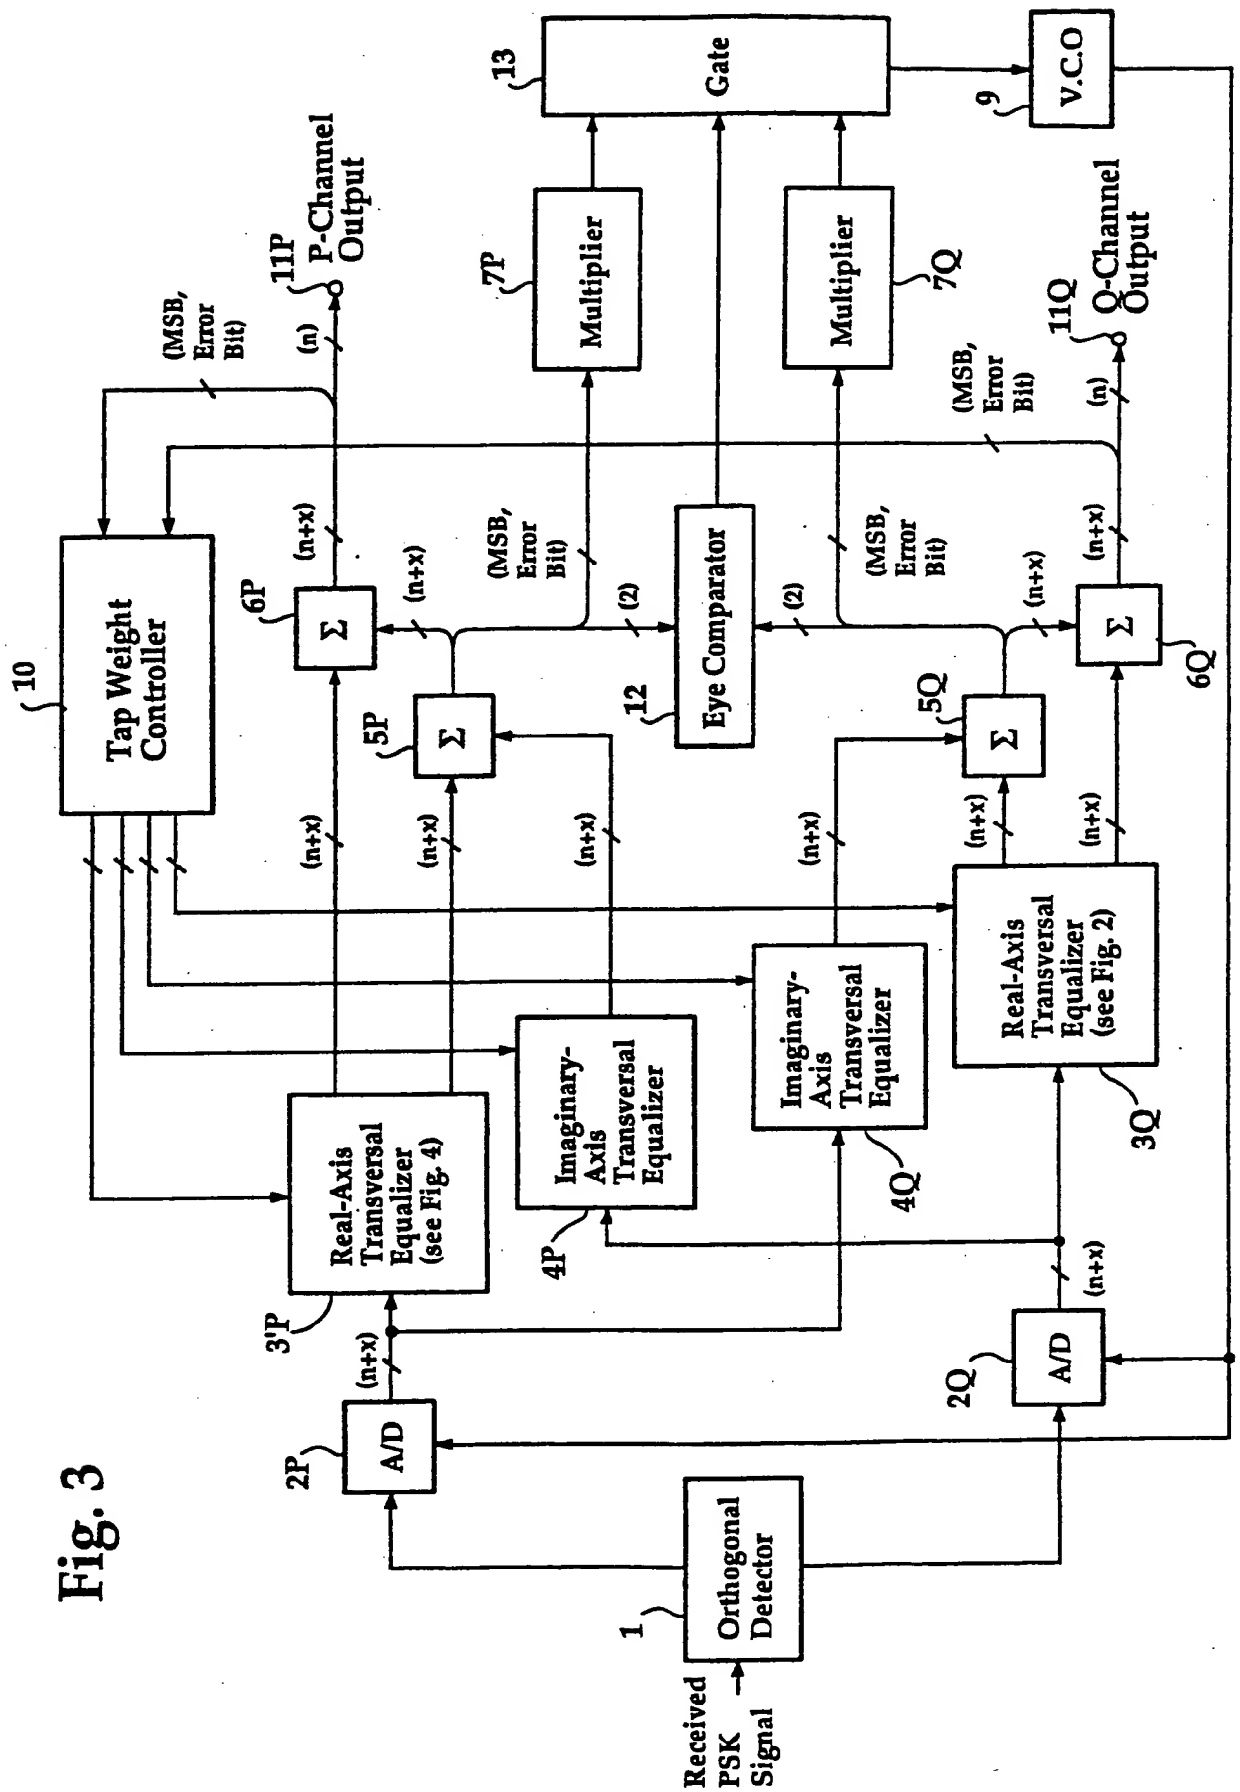 Fig. 3
10
Tap Weight
Controller
(MSB,
Error
Bit)
11P
P-Channel
Output
(n)
(n+x)
6P
Σ
(n+x)
(n+x)
5P
Σ
(n+x)
(n+x)
(MSB,
Error
Bit)
(2)
7P
Multiplier
13
Gate
9
V.C.O
12
Eye Comparator
(2)
(MSB,
Error
Bit)
7Q
Multiplier
(MSB,
Error
Bit)
11Q
Q-Channel
Output
(n)
(n+x)
(n+x)
6Q
Σ
5Q
Σ
(n+x)
(n+x)
(n+x)
3'P
Real-Axis
Transversal
Equalizer
(see Fig. 4)
4P
Imaginary-
Axis
Transversal
Equalizer
4Q
Imaginary-
Axis
Transversal
Equalizer
3Q
Real-Axis
Transversal
Equalizer
(see Fig. 2)
2P
A/D
(n+x)
2Q
A/D
(n+x)
1
Orthogonal
Detector
Received
PSK
Signal